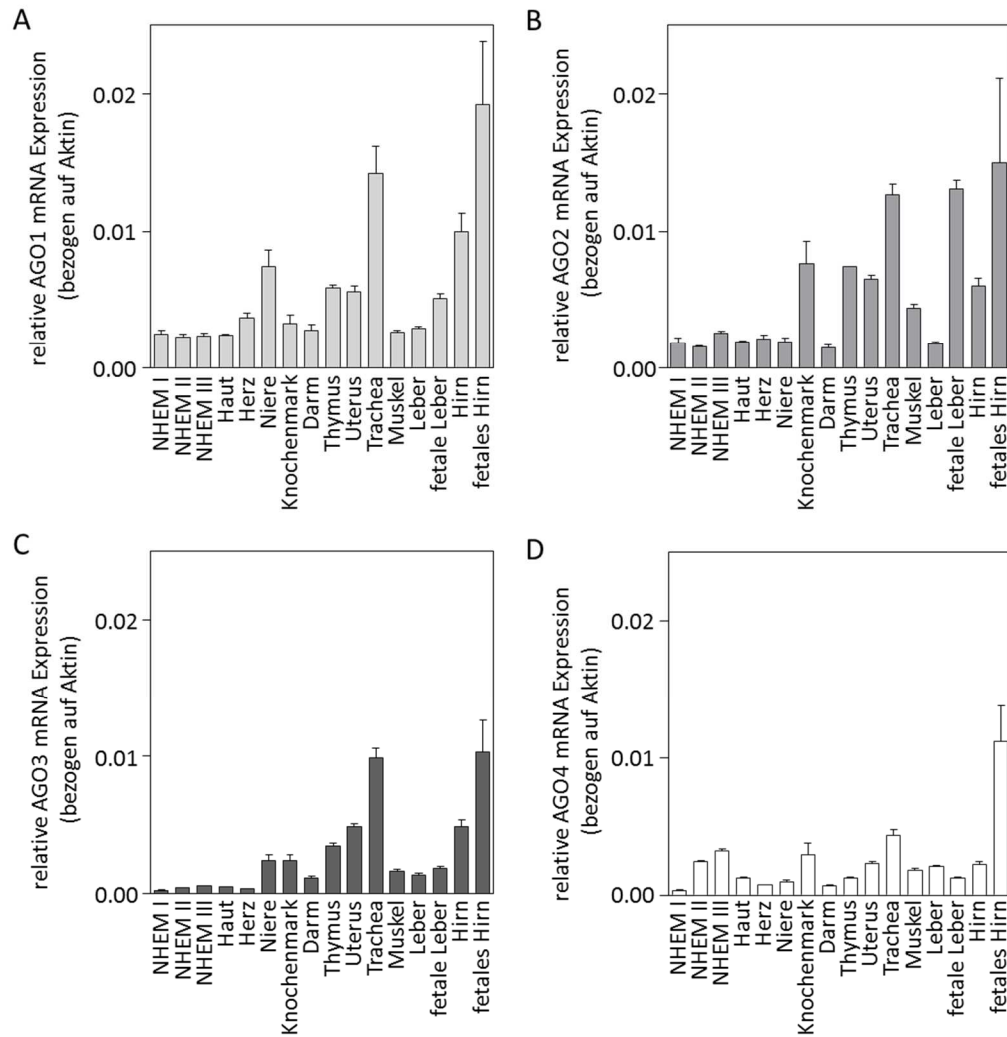 A
relative AGO1 mRNA Expression
(bezogen auf Aktin)
0.02
0.01
0.00
NHEM I
NHEM II
NHEM III
Haut
Herz
Niere
Knochenmark
Darm
Thymus
Uterus
Trachea
Muskel
Leber
fetale Leber
Hirn
fetales Hirn
B
relative AGO2 mRNA Expression
(bezogen auf Aktin)
0.02
0.01
0.00
NHEM I
NHEM II
NHEM III
Haut
Herz
Niere
Knochenmark
Darm
Thymus
Uterus
Trachea
Muskel
Leber
fetale Leber
Hirn
fetales Hirn
C
relative AGO3 mRNA Expression
(bezogen auf Aktin)
0.02
0.01
0.00
NHEM I
NHEM II
NHEM III
Haut
Herz
Niere
Knochenmark
Darm
Thymus
Uterus
Trachea
Muskel
Leber
fetale Leber
Hirn
fetales Hirn
D
relative AGO4 mRNA Expression
(bezogen auf Aktin)
0.02
0.01
0.00
NHEM I
NHEM II
NHEM III
Haut
Herz
Niere
Knochenmark
Darm
Thymus
Uterus
Trachea
Muskel
Leber
fetale Leber
Hirn
fetales Hirn